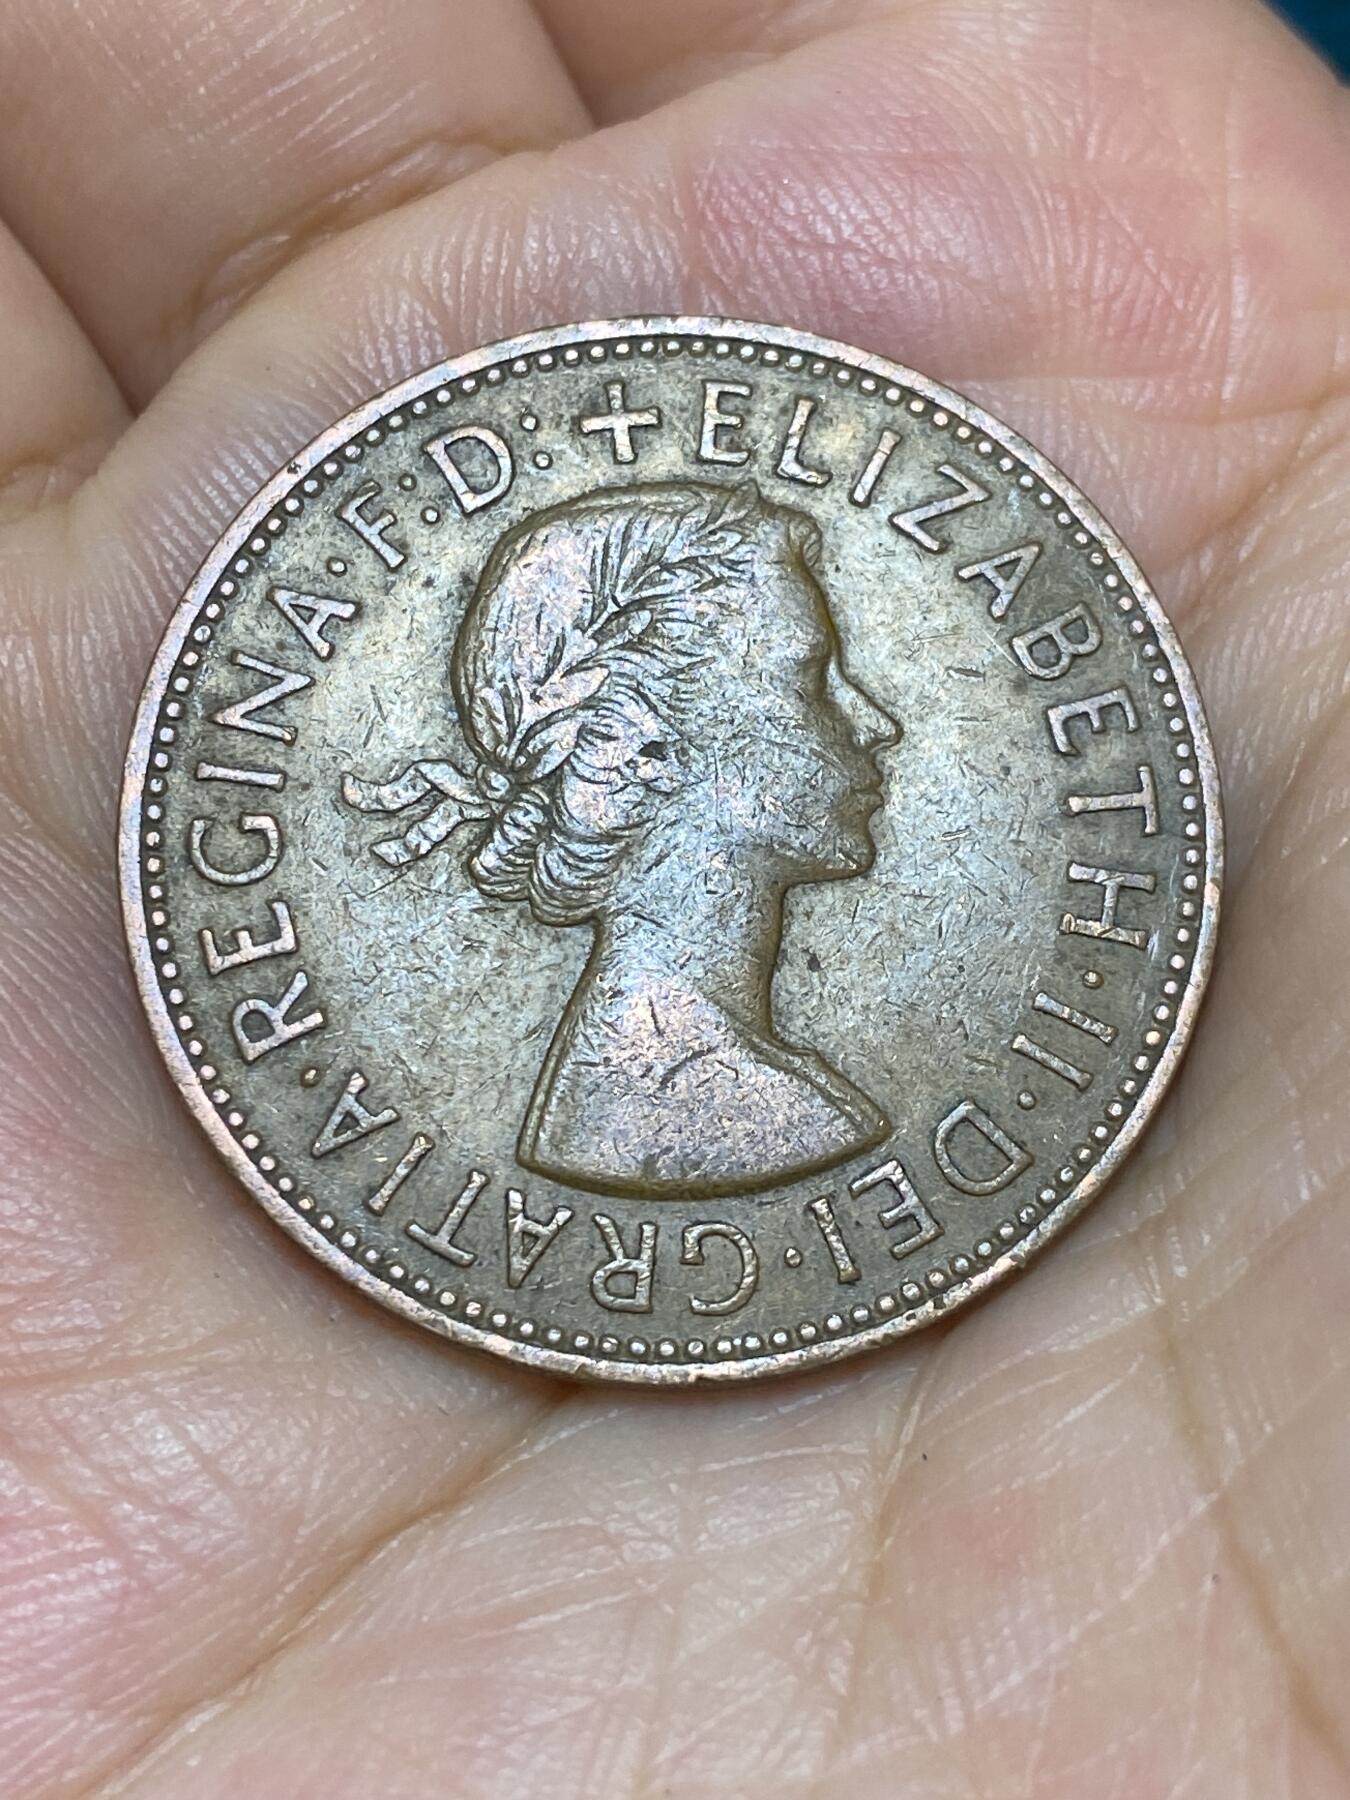 + ELIZABETH · II · DEI · GRATIA · REGINA · F : D :